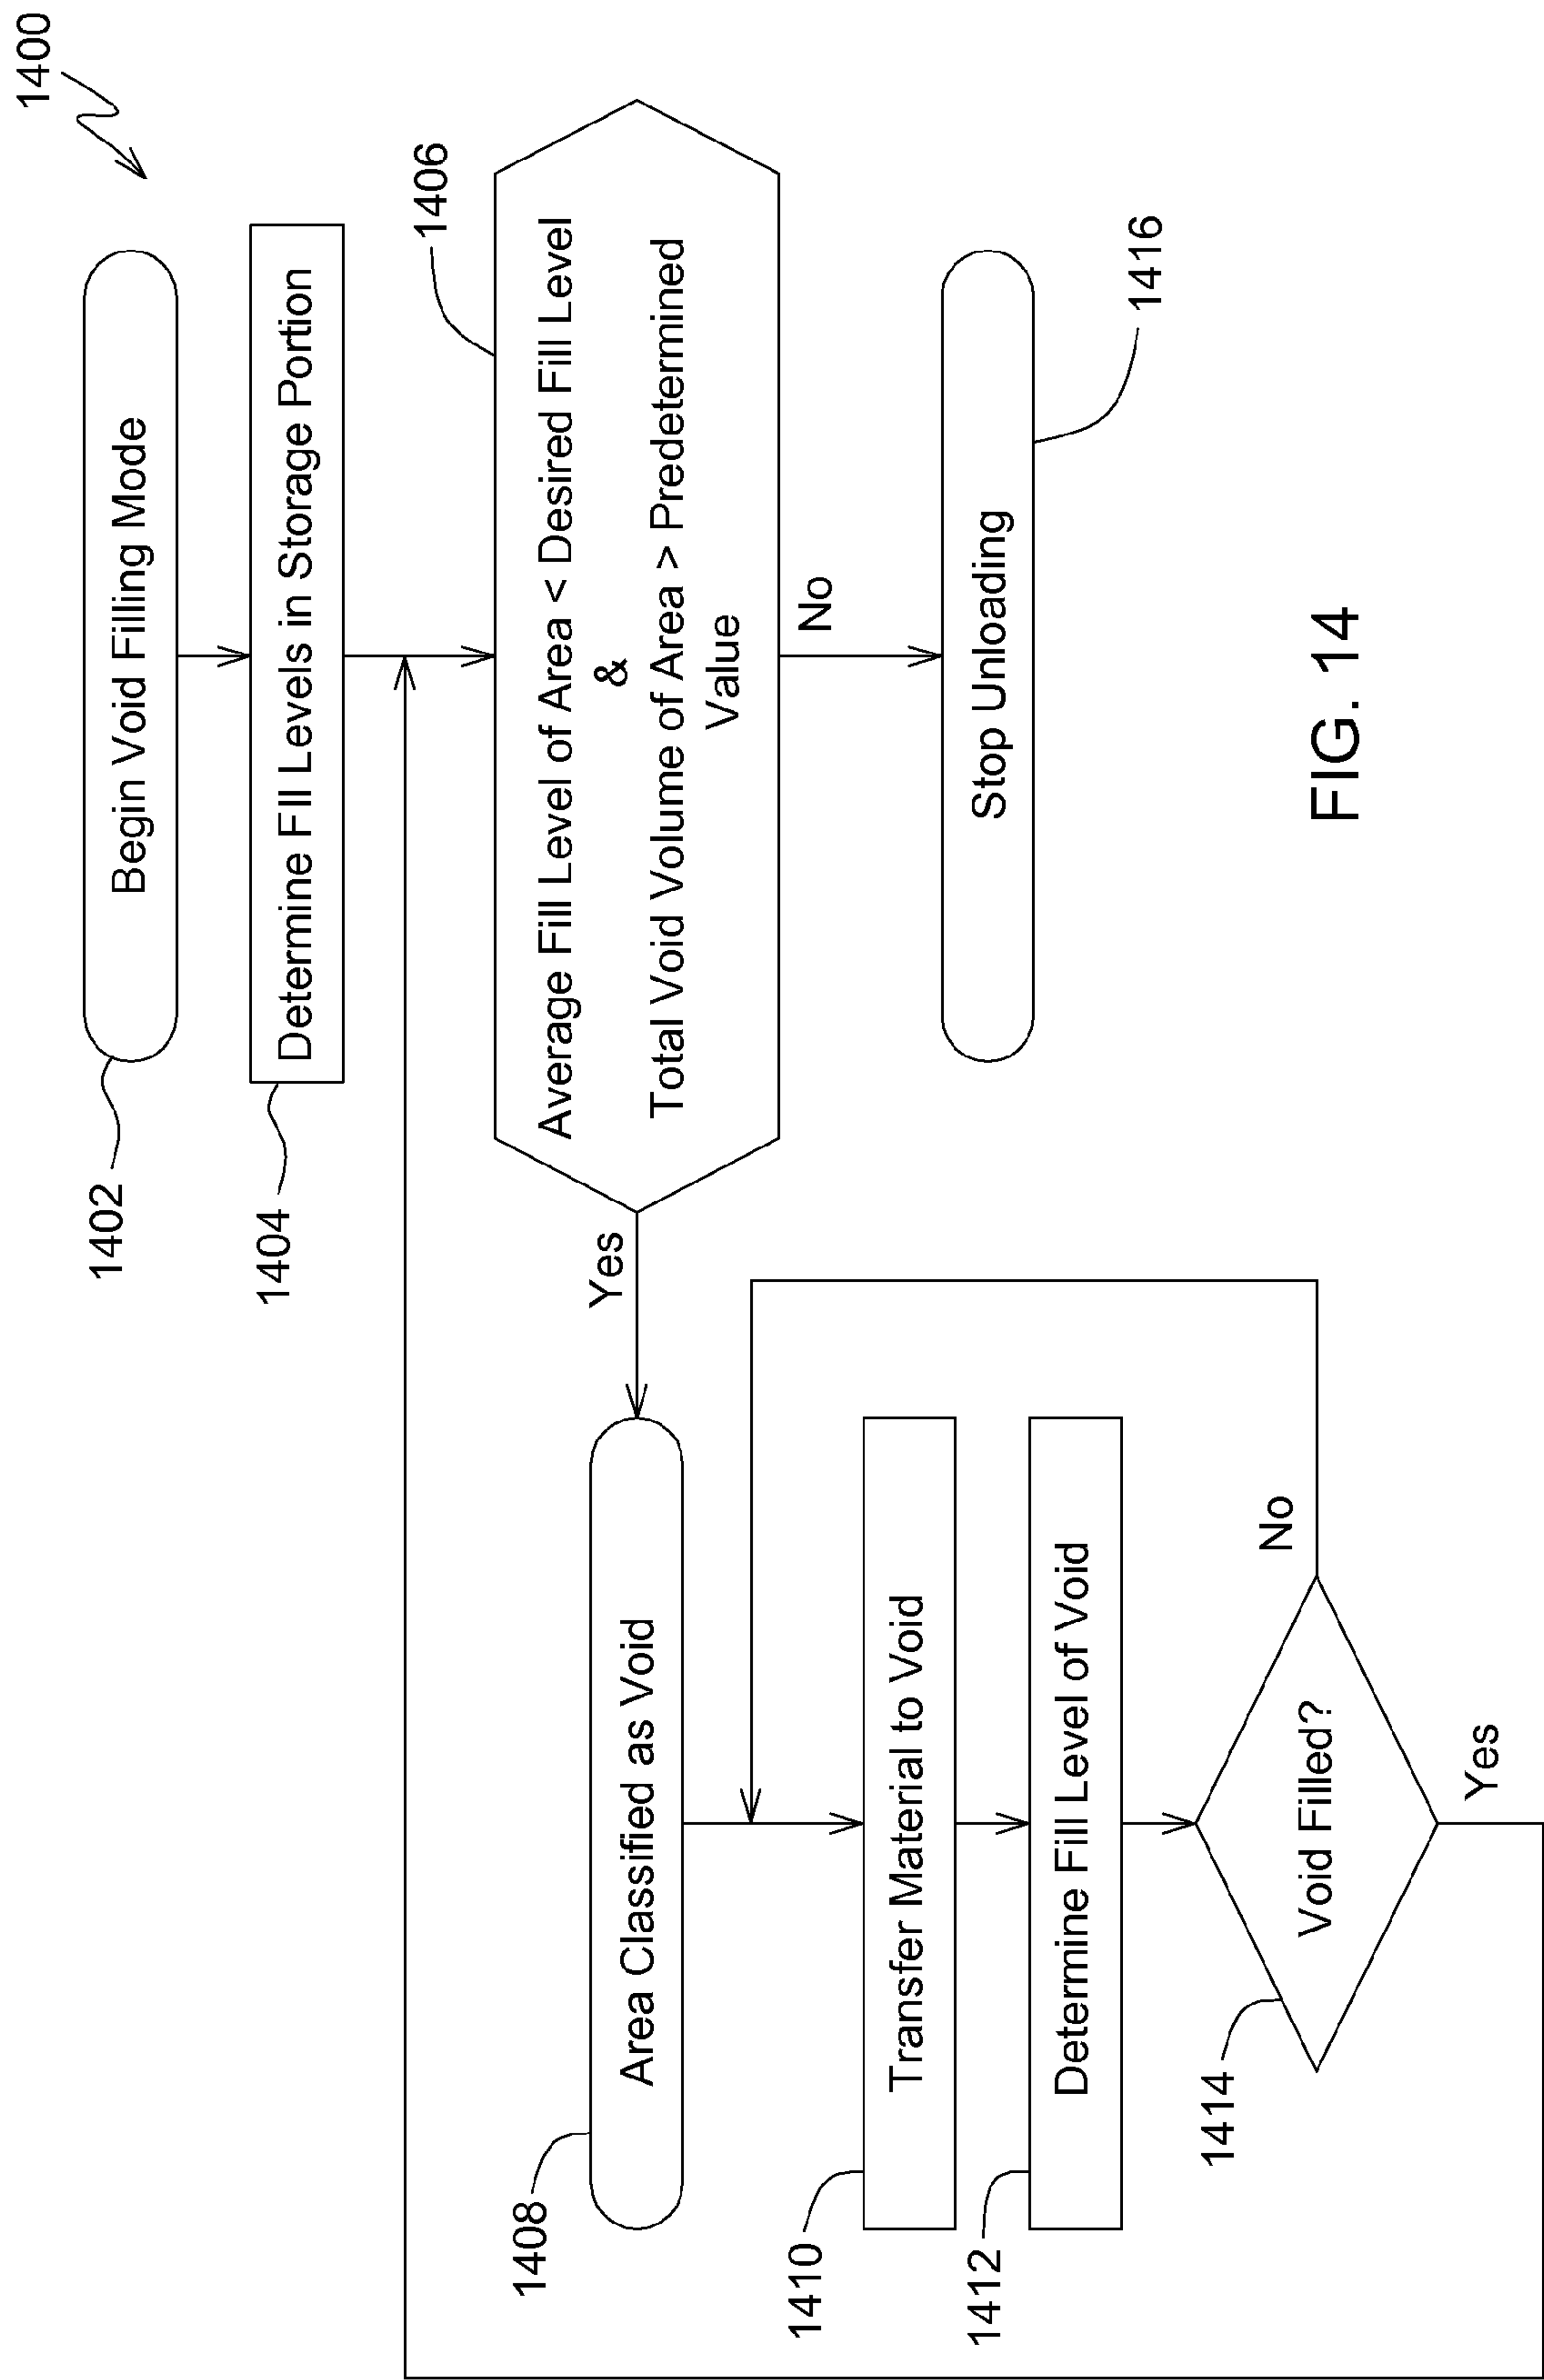 1400
1402
Begin Void Filling Mode
1404
Determine Fill Levels in Storage Portion
1406
Average Fill Level of Area < Desired Fill Level
&
Total Void Volume of Area > Predetermined
Value
Yes
No
1408
Area Classified as Void
1410
Transfer Material to Void
1412
Determine Fill Level of Void
1414
Void Filled?
No
Yes
Stop Unloading
1416
FIG. 14